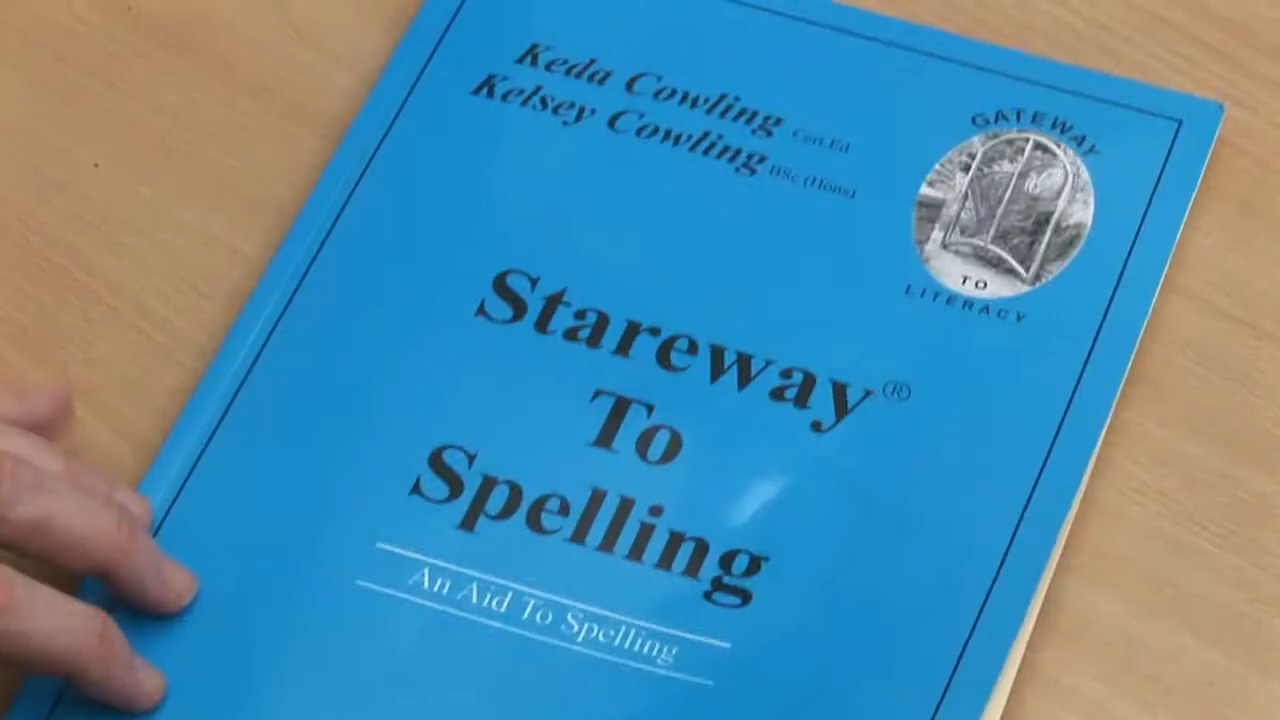 Keda Cowling Cert.Ed
Kelsey Cowling BSc (Hons)
GATEWAY
TO
LITERACY
Stareway®
To
Spelling
An Aid To Spelling